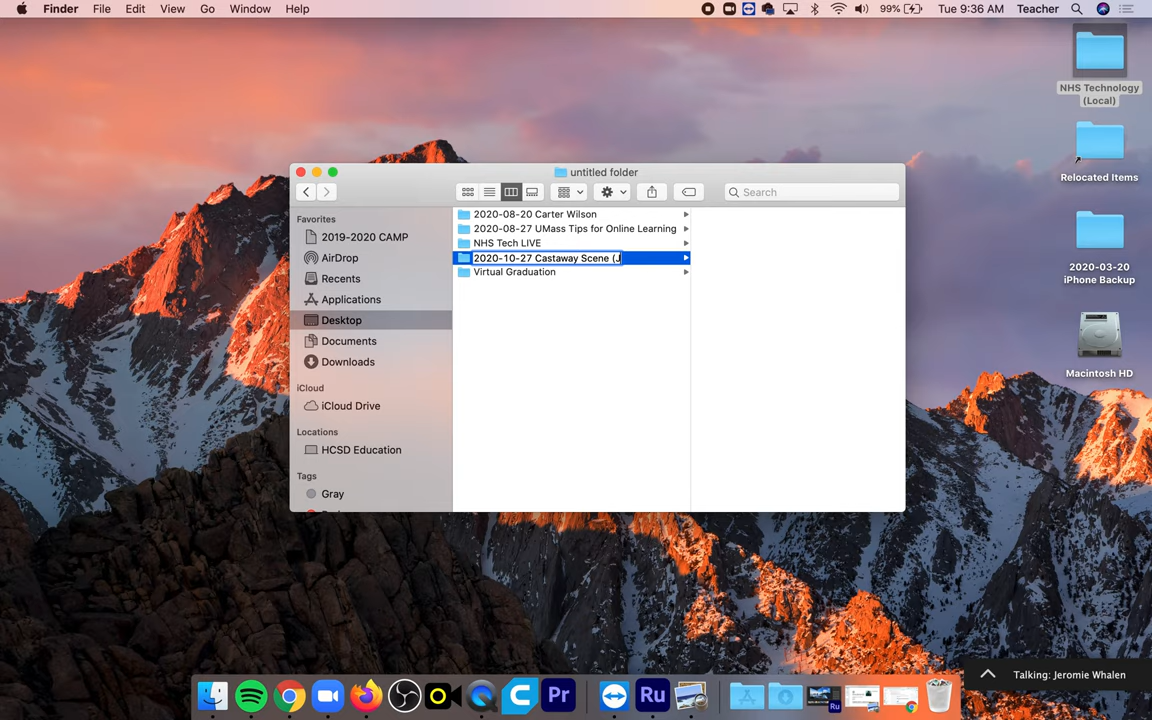 Finder File Edit View Go Window Help
99% Tue 9:36 AM Teacher
NHS Technology
(Local)
Relocated Items
2020-03-20
iPhone Backup
Macintosh HD
untitled folder
Search
Favorites
2019-2020 CAMP
AirDrop
Recents
Applications
Desktop
Documents
Downloads
iCloud
iCloud Drive
Locations
HCSD Education
Tags
Gray
2020-08-20 Carter Wilson
2020-08-27 UMass Tips for Online Learning
NHS Tech LIVE
2020-10-27 Castaway Scene (J
Virtual Graduation
Pr
Ru
Talking: Jeromie Whalen